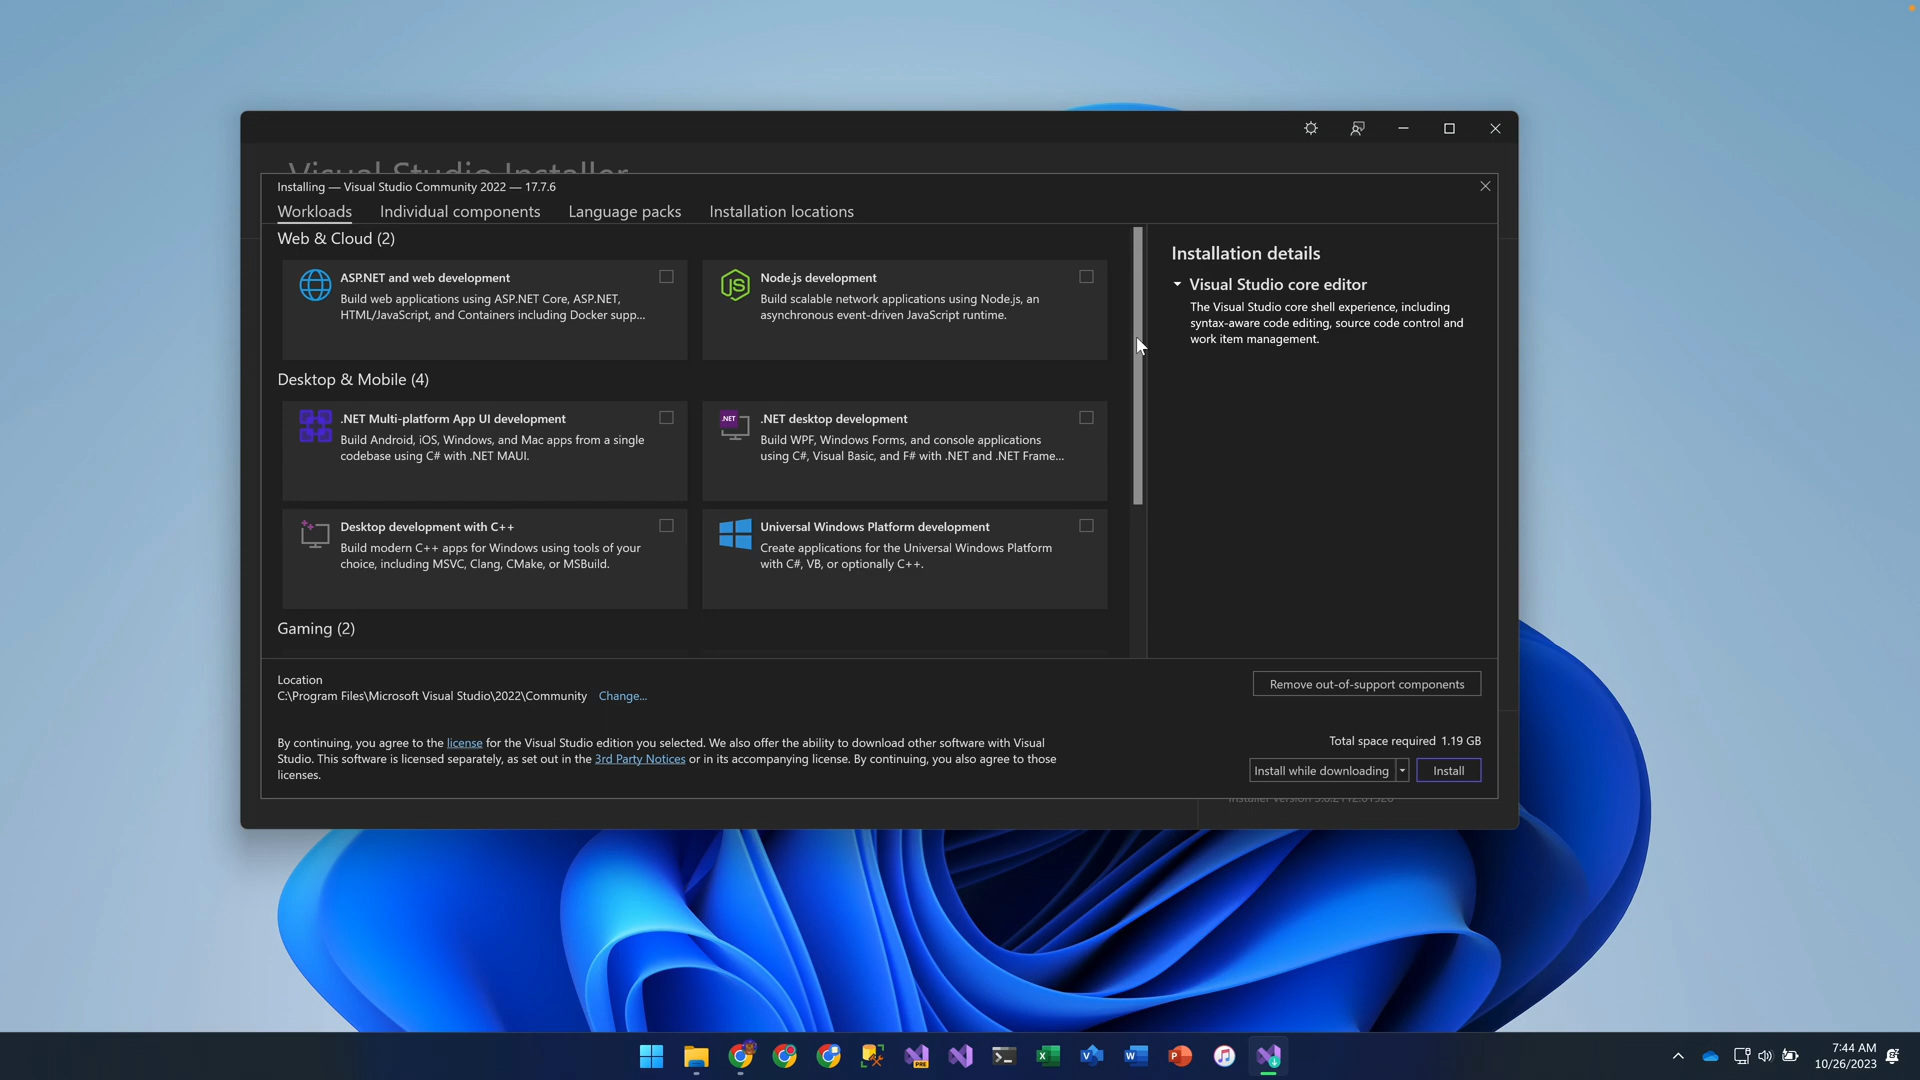 Visual Studio Installer
Installing — Visual Studio Community 2022 — 17.7.6
Workloads
Individual components
Language packs
Installation locations
Web & Cloud (2)
ASP.NET and web development
Build web applications using ASP.NET Core, ASP.NET,
HTML/JavaScript, and Containers including Docker supp...
Node.js development
Build scalable network applications using Node.js, an
asynchronous event-driven JavaScript runtime.
Desktop & Mobile (4)
.NET Multi-platform App UI development
Build Android, iOS, Windows, and Mac apps from a single
codebase using C# with .NET MAUI.
.NET
.NET desktop development
Build WPF, Windows Forms, and console applications
using C#, Visual Basic, and F# with .NET and .NET Frame...
Desktop development with C++
Build modern C++ apps for Windows using tools of your
choice, including MSVC, Clang, CMake, or MSBuild.
Universal Windows Platform development
Create applications for the Universal Windows Platform
with C#, VB, or optionally C++.
Gaming (2)
Installation details
Visual Studio core editor
The Visual Studio core shell experience, including
syntax-aware code editing, source code control and
work item management.
Location
C:\Program Files\Microsoft Visual Studio\2022\Community Change...
Remove out-of-support components
By continuing, you agree to the license for the Visual Studio edition you selected. We also offer the ability to download other software with Visual
Studio. This software is licensed separately, as set out in the 3rd Party Notices or in its accompanying license. By continuing, you also agree to those
licenses.
Total space required 1.19 GB
Install while downloading
Install
PRE
7:44 AM
10/26/2023